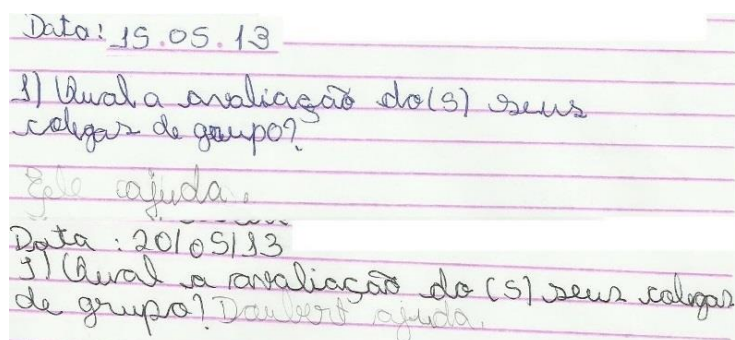 Data: 15.05.13
1) Qual a avaliação do(s) seus
colegas de grupo?
Ele ajuda.
Data: 20/05/13
1) Qual a avaliação do (s) seus colegas
de grupo? Daubert ajuda.